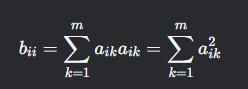 $b_{ii} = \sum_{k=1}^{m} a_{ik} a_{ik} = \sum_{k=1}^{m} a_{ik}^{2}$